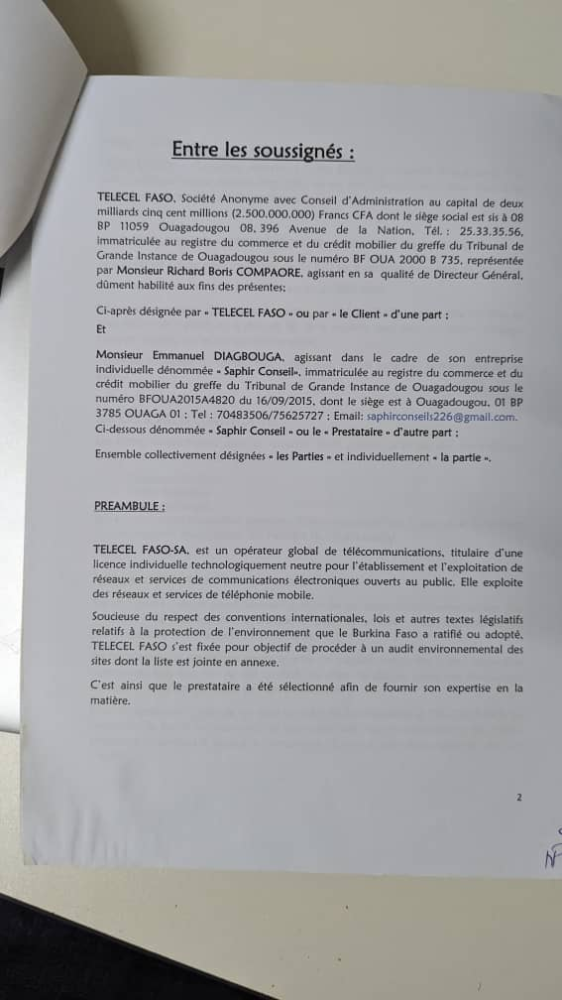 Entre les soussignés :
TELECEL FASO, Société Anonyme avec Conseil d'Administration au capital de deux
milliards cinq cent millions (2.500.000.000) Francs CFA dont le siège social est sis à 08
BP 11059 Ouagadougou 08, 396 Avenue de la Nation, Tél. : 25.33.35.56,
immatriculée au registre du commerce et du crédit mobilier du greffe du Tribunal de
Grande Instance de Ouagadougou sous le numéro BF OUA 2000 B 735, représentée
par Monsieur Richard Boris COMPAORE, agissant en sa qualité de Directeur Général,
dûment habilité aux fins des présentes;
Ci-après désignée par « TELECEL FASO » ou par « le Client » d'une part ;
Et
Monsieur Emmanuel DIAGBOUGA, agissant dans le cadre de son entreprise
individuelle dénommée « Saphir Conseil», immatriculée au registre du commerce et du
crédit mobilier du greffe du Tribunal de Grande Instance de Ouagadougou sous le
numéro BFOUA2015A4820 du 16/09/2015, dont le siège est à Ouagadougou, 01 BP
3785 OUAGA 01 ; Tel : 70483506/75625727 ; Email: saphirconseils226@gmail.com.
Ci-dessous dénommée « Saphir Conseil » ou le « Prestataire » d'autre part ;
Ensemble collectivement désignées « les Parties » et individuellement « la partie ».
PREAMBULE :
TELECEL FASO-SA, est un opérateur global de télécommunications, titulaire d'une
licence individuelle technologiquement neutre pour l'établissement et l'exploitation de
réseaux et services de communications électroniques ouverts au public. Elle exploite
des réseaux et services de téléphonie mobile.
Soucieuse du respect des conventions internationales, lois et autres textes législatifs
relatifs à la protection de l'environnement que le Burkina Faso a ratifié ou adopté,
TELECEL FASO s'est fixée pour objectif de procéder à un audit environnemental des
sites dont la liste est jointe en annexe.
C'est ainsi que le prestataire a été sélectionné afin de fournir son expertise en la
matière.
2